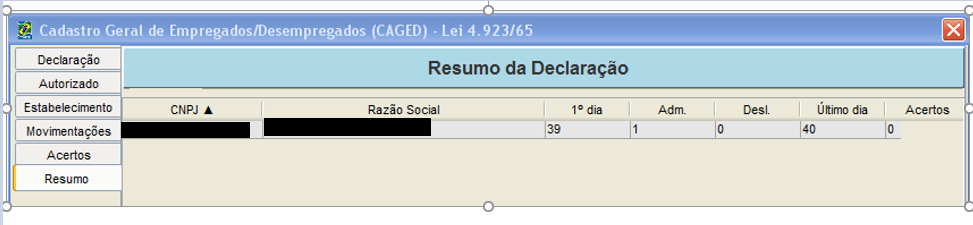 Cadastro Geral de Empregados/Desempregados (CAGED) - Lei 4.923/65
Declaração
Autorizado
Estabelecimento
Movimentações
Acertos
Resumo
Resumo da Declaração
CNPJ ▲ Razão Social 1º dia Adm. Desl. Último dia Acertos
39 1 0 40 0